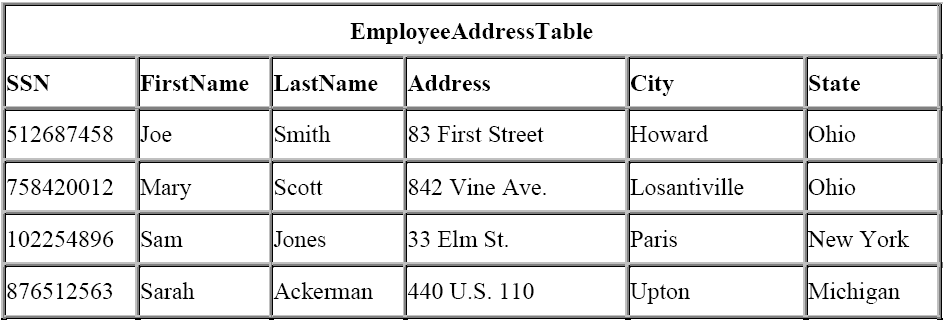 EmployeeAddressTable
SSN FirstName LastName Address City State
512687458 Joe Smith 83 First Street Howard Ohio
758420012 Mary Scott 842 Vine Ave. Losantiville Ohio
102254896 Sam Jones 33 Elm St. Paris New York
876512563 Sarah Ackerman 440 U.S. 110 Upton Michigan